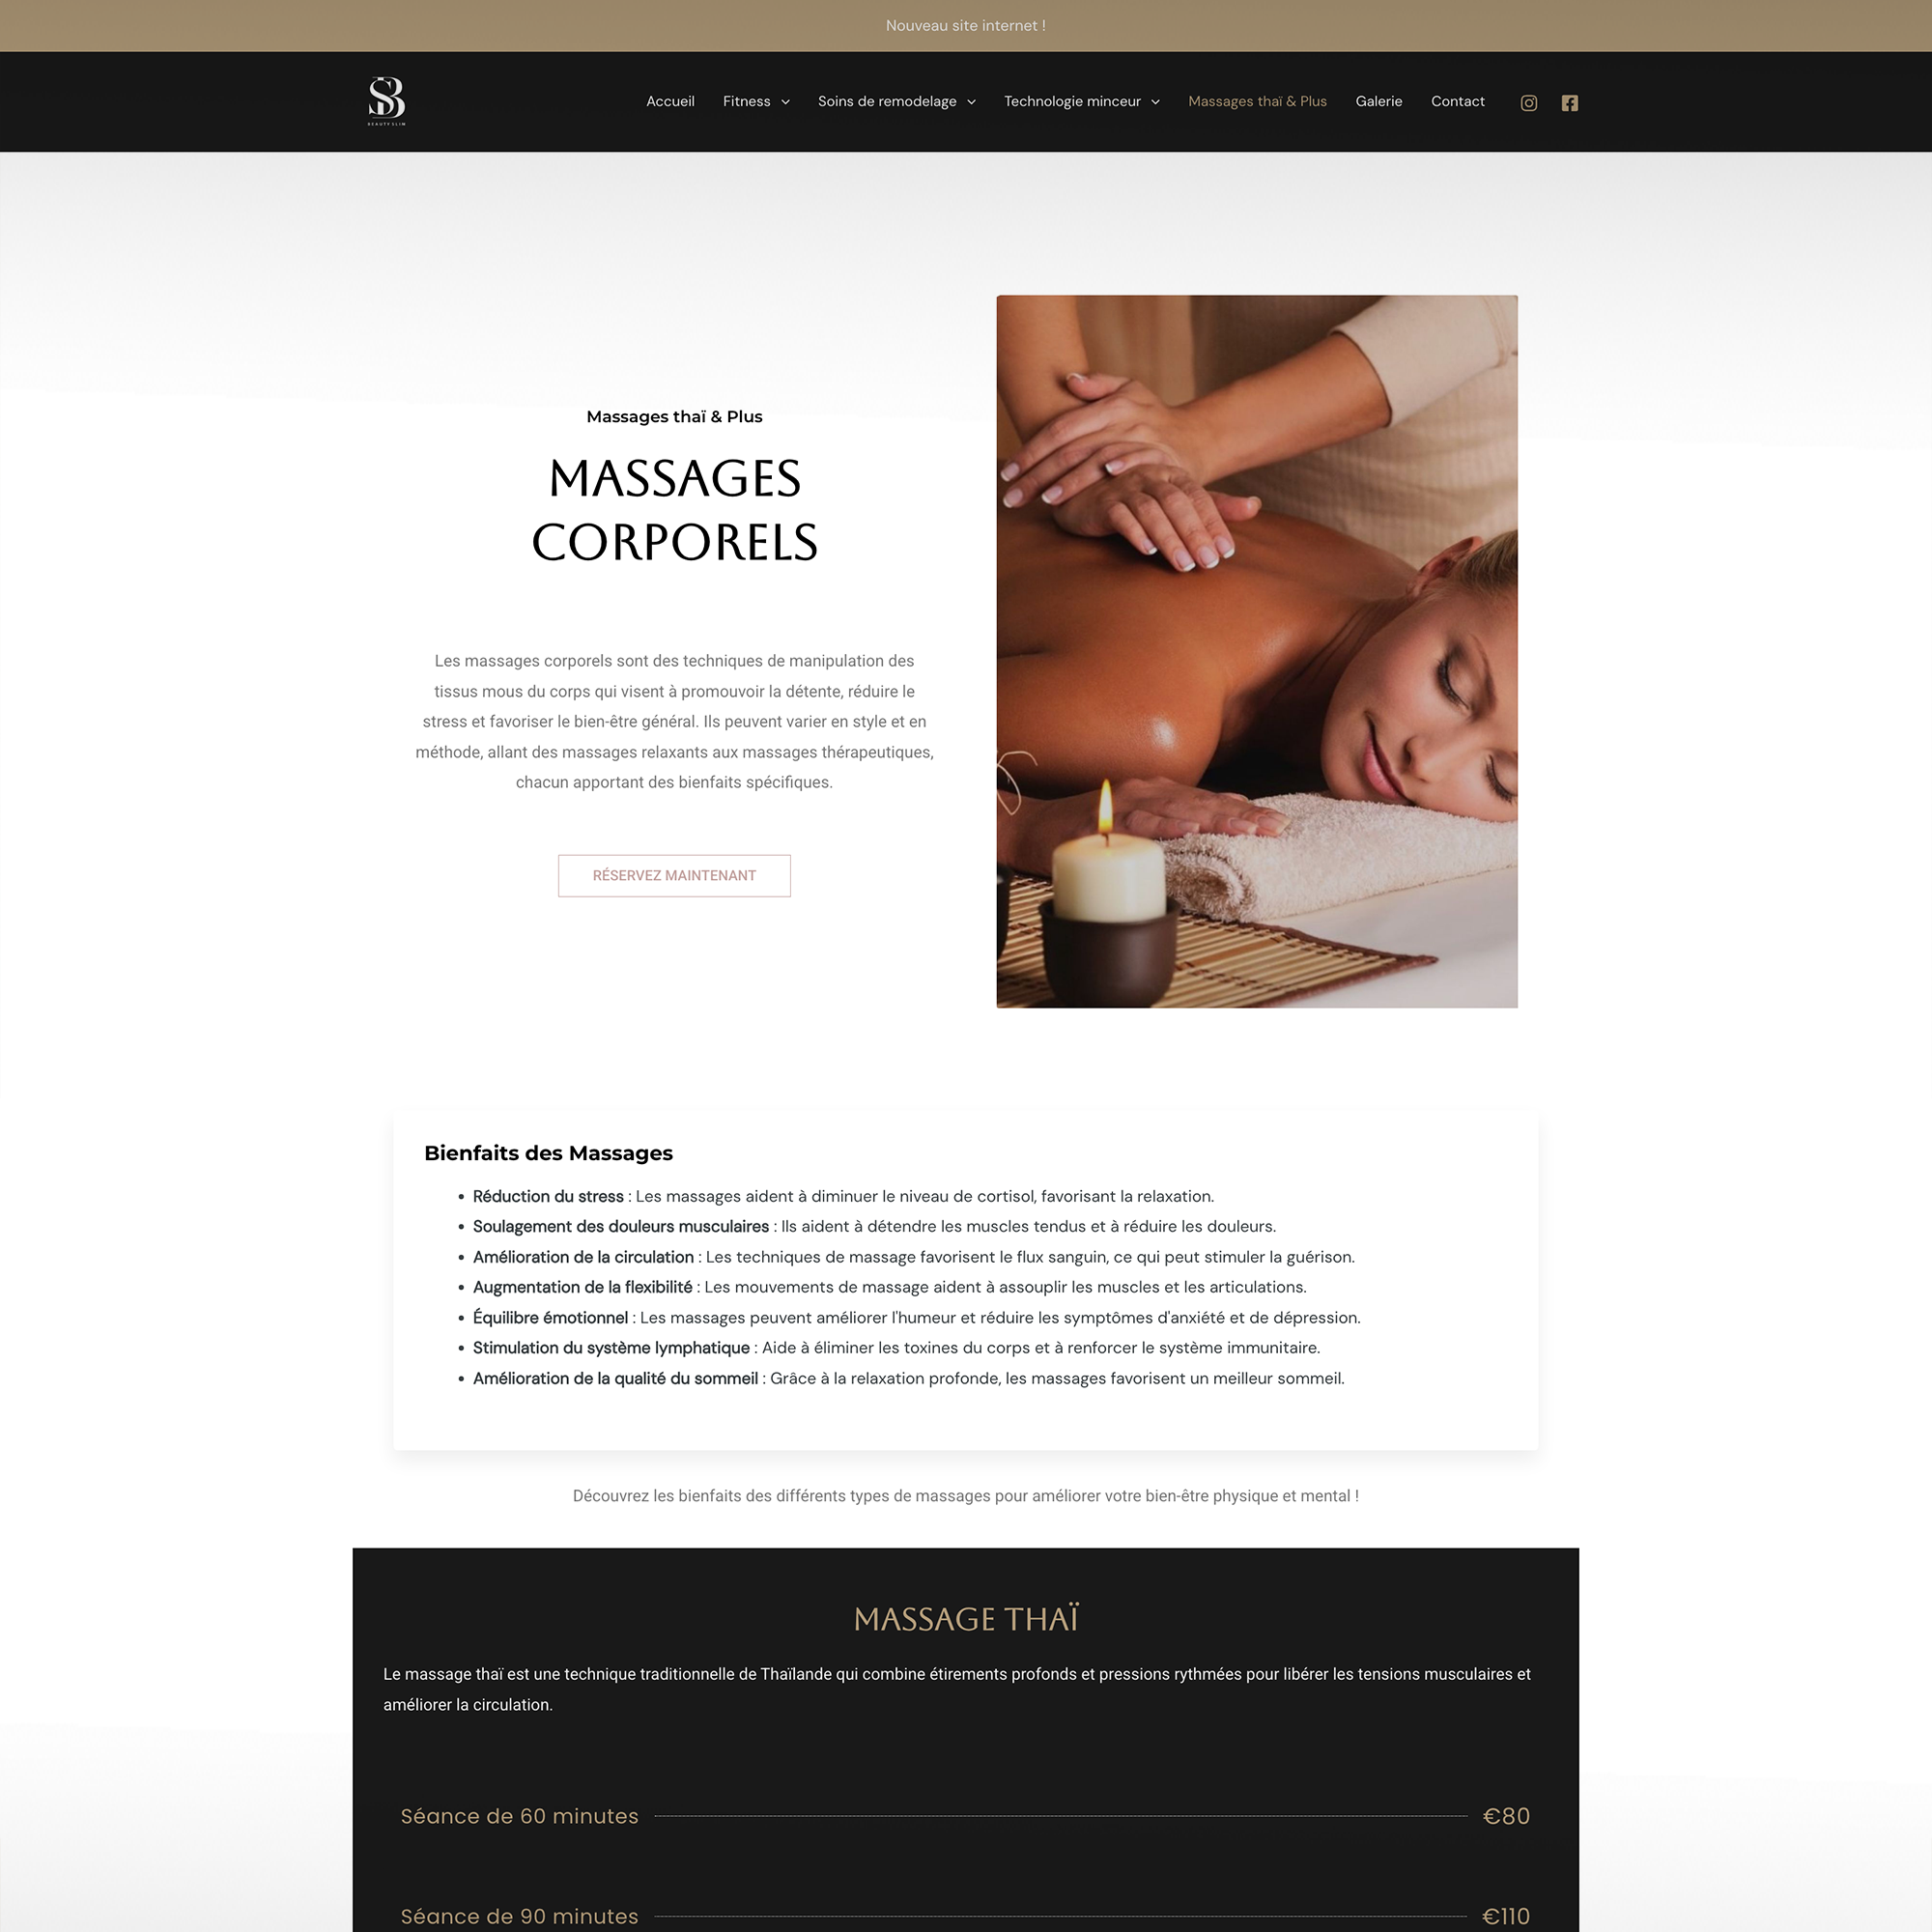 Nouveau site internet !
SB
BEAUTY SLIM
Accueil Fitness Soins de remodelage Technologie minceur Massages thaï & Plus Galerie Contact
Massages thaï & Plus
MASSAGES
CORPORELS
Les massages corporels sont des techniques de manipulation des
tissus mous du corps qui visent à promouvoir la détente, réduire le
stress et favoriser le bien-être général. Ils peuvent varier en style et en
méthode, allant des massages relaxants aux massages thérapeutiques,
chacun apportant des bienfaits spécifiques.
RÉSERVEZ MAINTENANT
Bienfaits des Massages
• Réduction du stress : Les massages aident à diminuer le niveau de cortisol, favorisant la relaxation.
• Soulagement des douleurs musculaires : Ils aident à détendre les muscles tendus et à réduire les douleurs.
• Amélioration de la circulation : Les techniques de massage favorisent le flux sanguin, ce qui peut stimuler la guérison.
• Augmentation de la flexibilité : Les mouvements de massage aident à assouplir les muscles et les articulations.
• Équilibre émotionnel : Les massages peuvent améliorer l'humeur et réduire les symptômes d'anxiété et de dépression.
• Stimulation du système lymphatique : Aide à éliminer les toxines du corps et à renforcer le système immunitaire.
• Amélioration de la qualité du sommeil : Grâce à la relaxation profonde, les massages favorisent un meilleur sommeil.
Découvrez les bienfaits des différents types de massages pour améliorer votre bien-être physique et mental !
MASSAGE THAÏ
Le massage thaï est une technique traditionnelle de Thaïlande qui combine étirements profonds et pressions rythmées pour libérer les tensions musculaires et
améliorer la circulation.
Séance de 60 minutes €80
Séance de 90 minutes €110